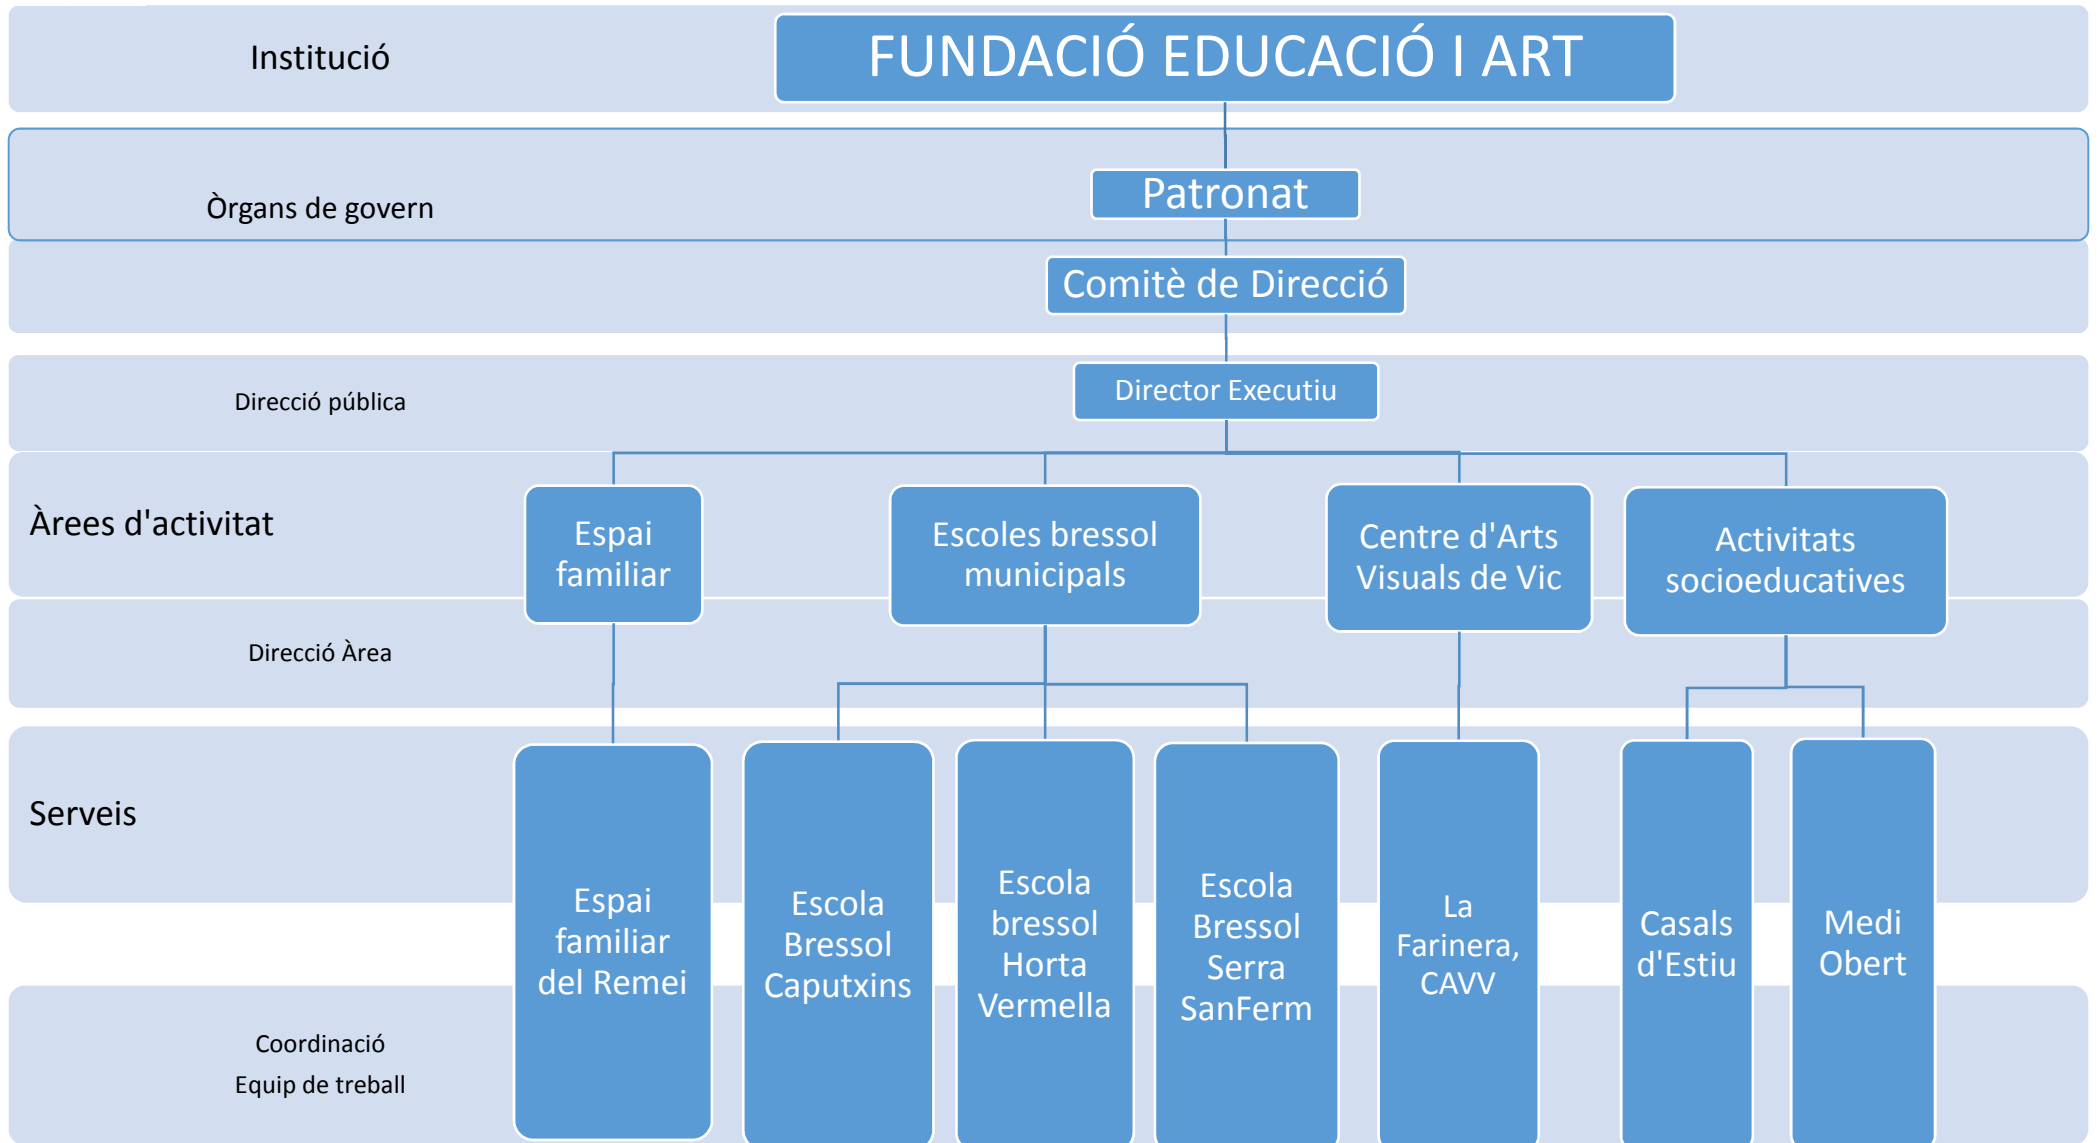 Institució
FUNDACIÓ EDUCACIÓ I ART
Òrgans de govern
Patronat
Comitè de Direcció
Direcció pública
Director Executiu
Àrees d'activitat
Espai
familiar
Escoles bressol
municipals
Centre d'Arts
Visuals de Vic
Activitats
socioeducatives
Direcció Àrea
Serveis
Espai
familiar
del Remei
Escola
Bressol
Caputxins
Escola
bressol
Horta
Vermella
Escola
Bressol
Serra
SanFerm
La
Farinera,
CAVV
Casals
d'Estiu
Medi
Obert
Coordinació
Equip de treball